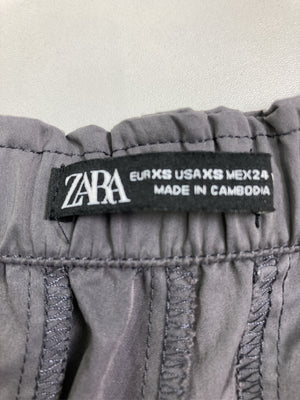 ZARA
EUR XS USA XS MEX 24
MADE IN CAMBODIA